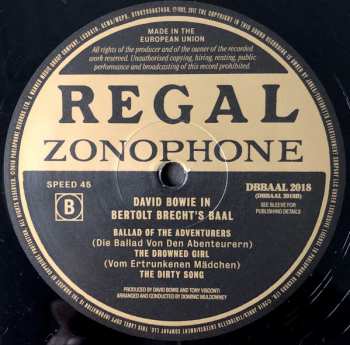 MADE IN THE
EUROPEAN UNION
All rights of the producer and of the owner of the recorded
work reserved. Unauthorised copying, hiring, renting, public
performance and broadcasting of this record prohibited.
REGAL
ZONOPHONE
SPEED 45
B
DAVID BOWIE IN
BERTOLT BRECHT'S BAAL
DBBAAL 2018
(DBBAAL 2018B)
SEE SLEEVE FOR
PUBLISHING DETAILS
BALLAD OF THE ADVENTURERS
(Die Ballad Von Den Abenteurern)
THE DROWNED GIRL
(Vom Ertrunkenen Mädchen)
THE DIRTY SONG
PRODUCED BY DAVID BOWIE AND TONY VISCONTI
ARRANGED AND CONDUCTED BY DOMINIC MULDOWNEY